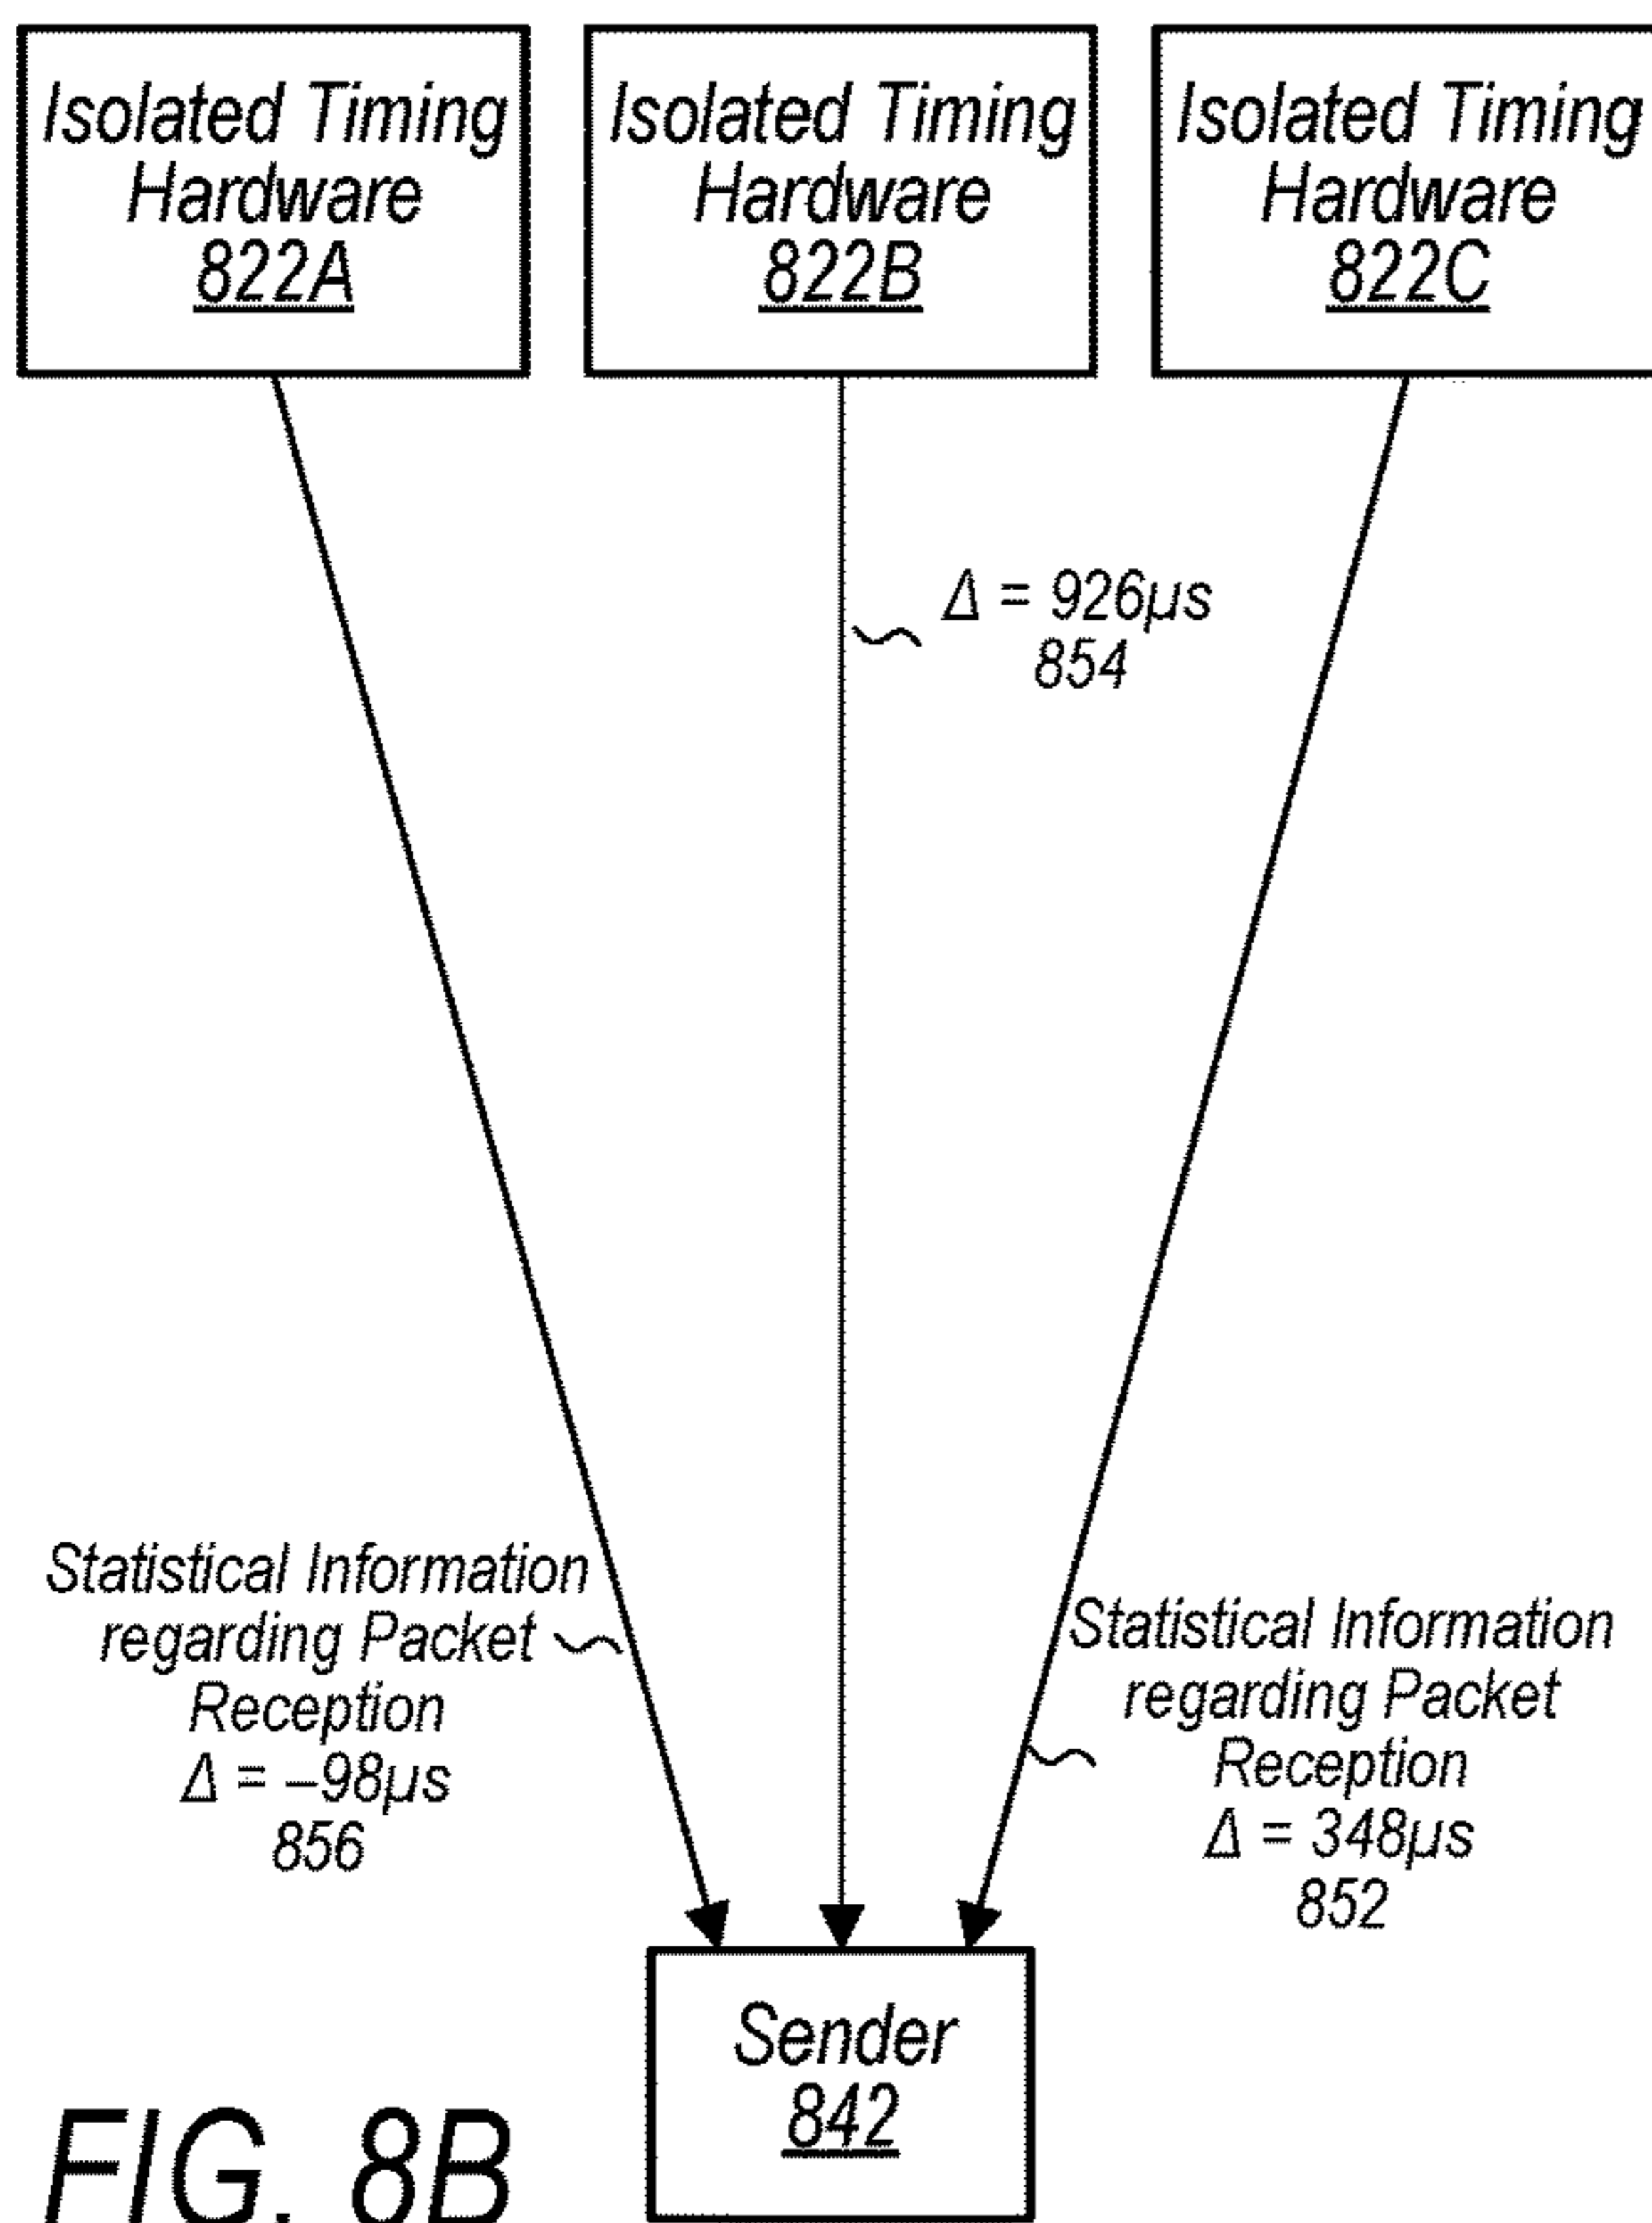 Isolated Timing
Hardware
822A
Isolated Timing
Hardware
822B
Isolated Timing
Hardware
822C
Δ = 926µs
854
Statistical Information
regarding Packet
Reception
Δ = –98µs
856
Statistical Information
regarding Packet
Reception
Δ = 348µs
852
Sender
842
FIG. 8B